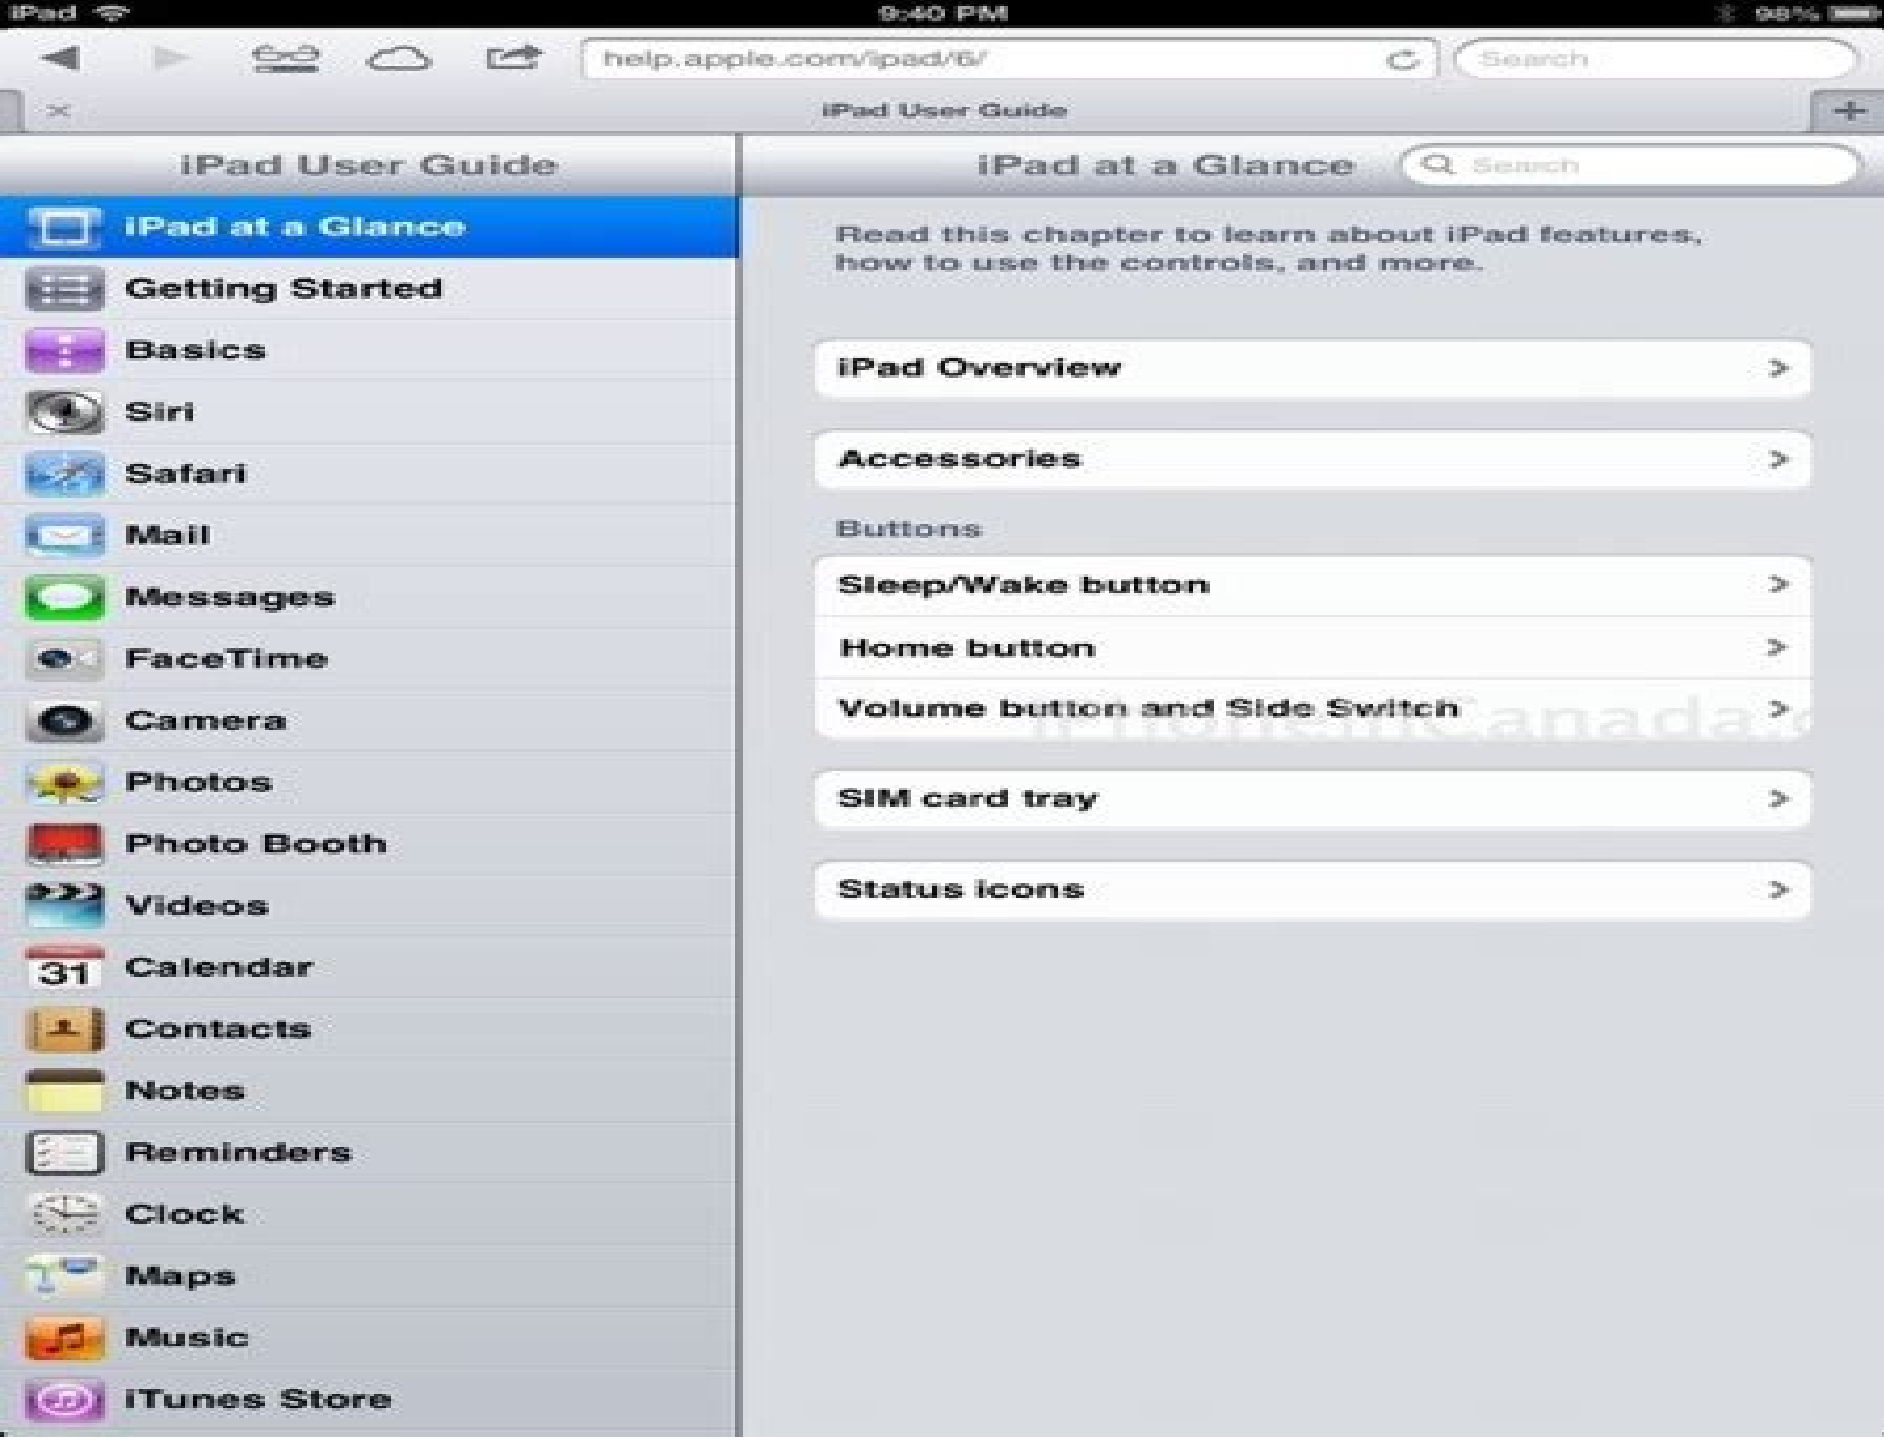 iPad
9:40 PM
98%
help.apple.com/ipad/6/
Search
iPad User Guide
iPad User Guide
iPad at a Glance
Getting Started
Basics
Siri
Safari
Mail
Messages
FaceTime
Camera
Photos
Photo Booth
Videos
31
Calendar
Contacts
Notes
Reminders
Clock
Maps
Music
iTunes Store
iPad at a Glance
Search
Read this chapter to learn about iPad features,
how to use the controls, and more.
iPad Overview
Accessories
Buttons
Sleep/Wake button
Home button
Volume button and Side Switch
SIM card tray
Status icons